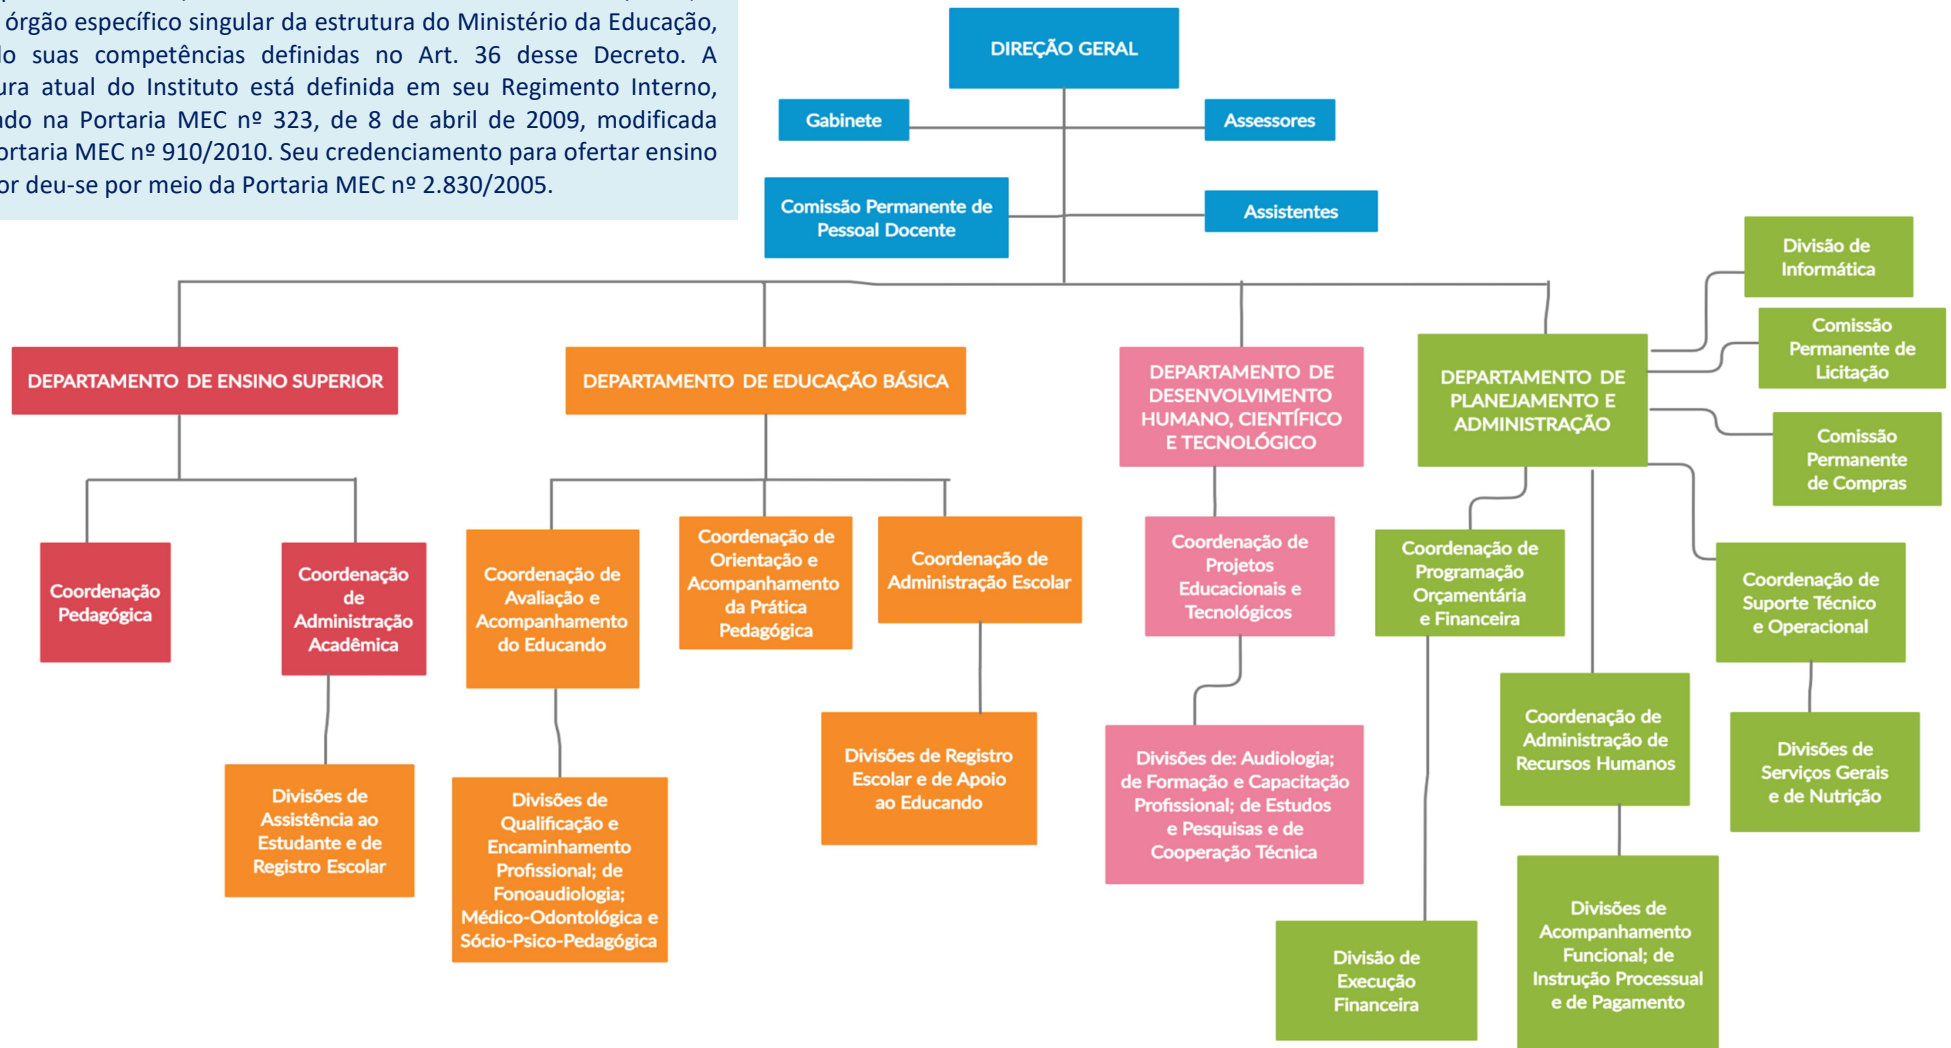 órgão específico singular da estrutura do Ministério da Educação,
suas competências definidas no Art. 36 desse Decreto. A
atual do Instituto está definida em seu Regimento Interno,
na Portaria MEC nº 323, de 8 de abril de 2009, modificada
MEC nº 910/2010. Seu credenciamento para ofertar ensino
deu-se por meio da Portaria MEC nº 2.830/2005.
DIREÇÃO GERAL
Gabinete
Assessores
Comissão Permanente de
Pessoal Docente
Assistentes
DEPARTAMENTO DE ENSINO SUPERIOR
Coordenação
Pedagógica
Coordenação
de
Administração
Acadêmica
Divisões de
Assistência ao
Estudante e de
Registro Escolar
DEPARTAMENTO DE EDUCAÇÃO BÁSICA
Coordenação de
Avaliação e
Acompanhamento
do Educando
Divisões de
Qualificação e
Encaminhamento
Profissional; de
Fonoaudiologia;
Médico-Odontológica e
Sócio-Psico-Pedagógica
Coordenação de
Orientação e
Acompanhamento
da Prática
Pedagógica
Coordenação de
Administração Escolar
Divisões de Registro
Escolar e de Apoio
ao Educando
DEPARTAMENTO DE
DESENVOLVIMENTO
HUMANO, CIENTÍFICO
E TECNOLÓGICO
Coordenação de
Projetos
Educacionais e
Tecnológicos
Divisões de: Audiologia;
de Formação e Capacitação
Profissional; de Estudos
e Pesquisas e de
Cooperação Técnica
DEPARTAMENTO DE
PLANEJAMENTO E
ADMINISTRAÇÃO
Divisão de
Informática
Comissão
Permanente de
Licitação
Comissão
Permanente
de Compras
Coordenação de
Programação
Orçamentária
e Financeira
Divisão de
Execução
Financeira
Coordenação de
Administração de
Recursos Humanos
Divisões de
Acompanhamento
Funcional; de
Instrução Processual
e de Pagamento
Coordenação de
Suporte Técnico
e Operacional
Divisões de
Serviços Gerais
e de Nutrição